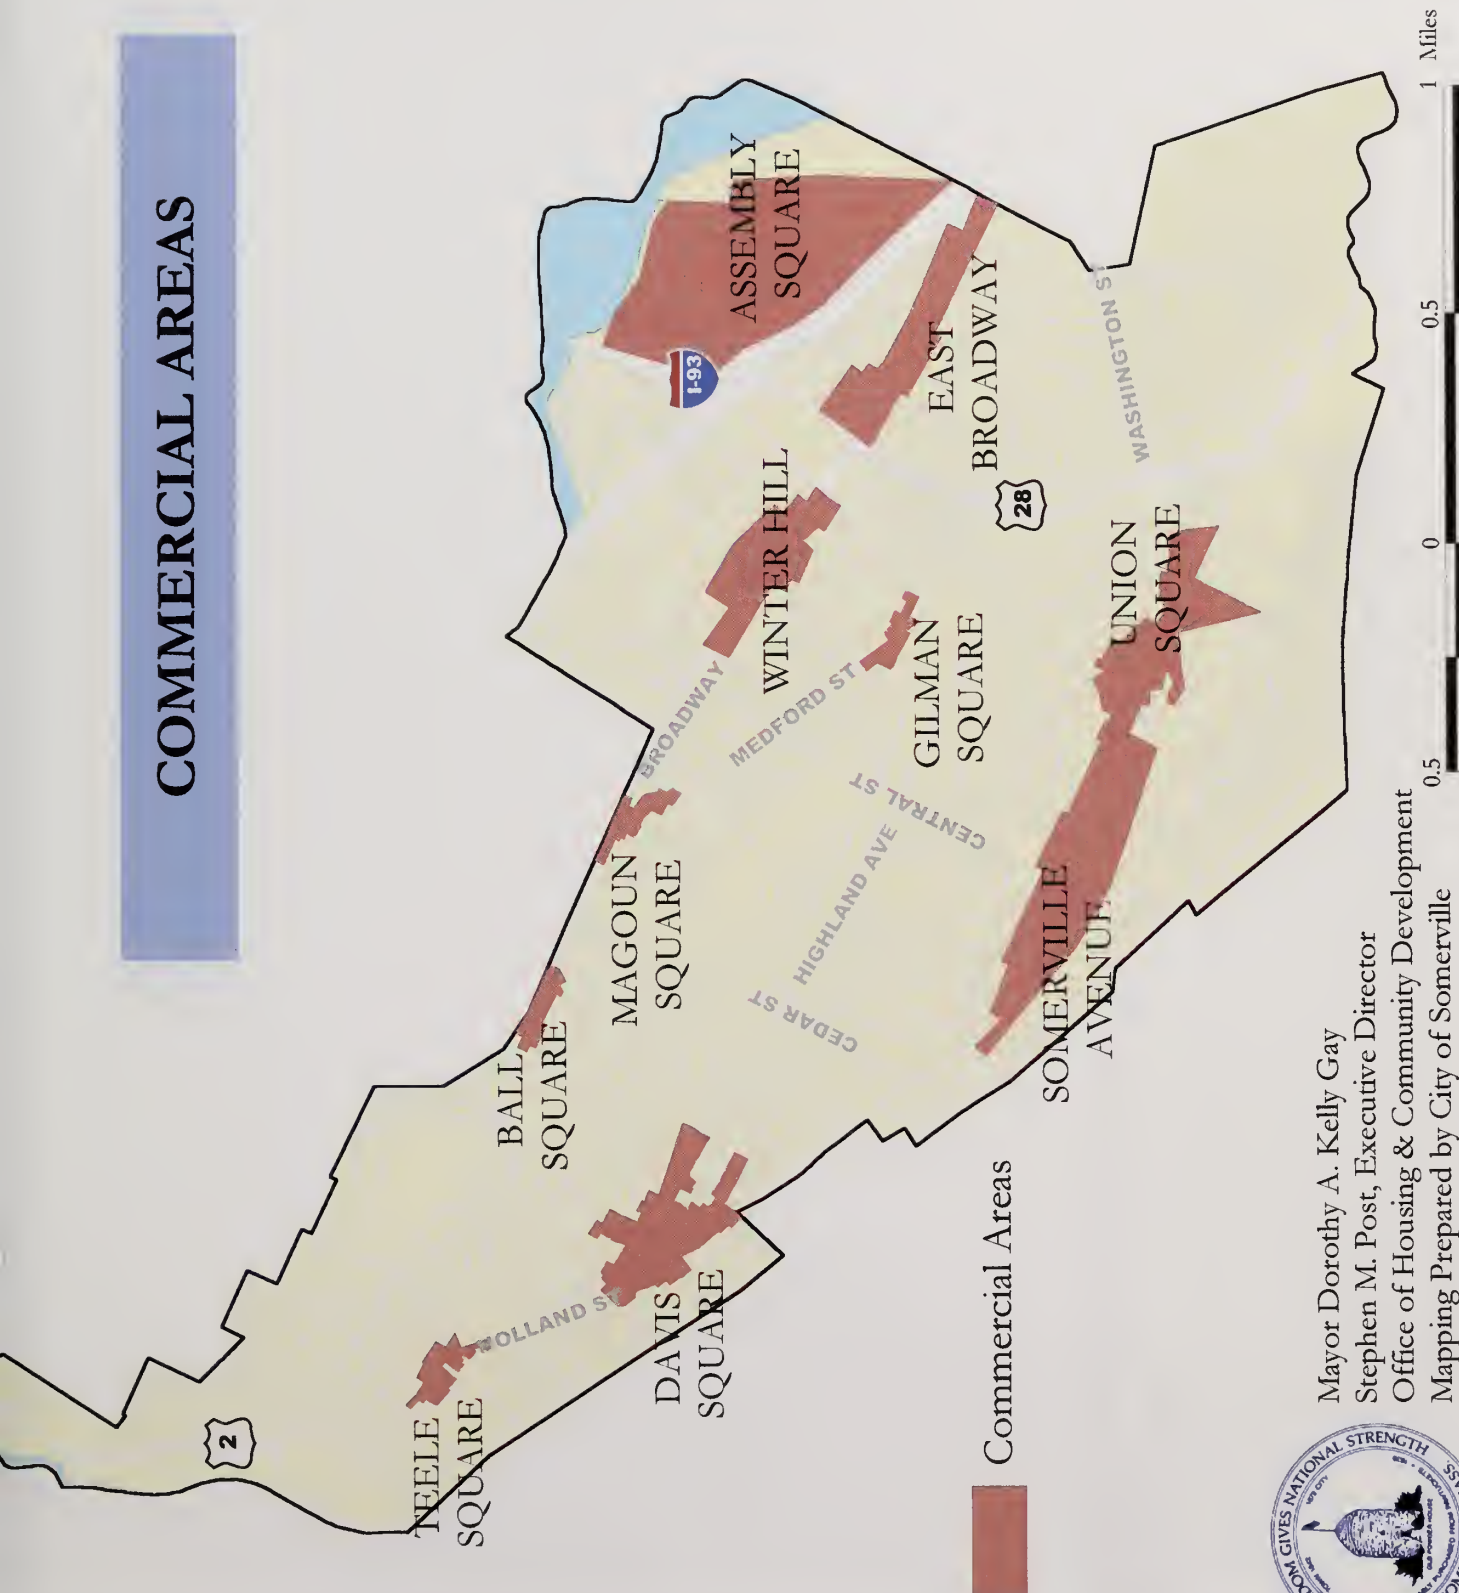 COMMERCIAL AREAS
ASSEMBLY
SQUARE
I-93
EAST
BROADWAY
WINTER HILL
28
WASHINGTON ST
UNION
SQUARE
GILMAN
SQUARE
BROADWAY
MEDFORD ST
CENTRAL ST
HIGHLAND AVE
CEDAR ST
MAGOUN
SQUARE
BALL
SQUARE
SOMERVILLE
AVENUE
DAVIS
SQUARE
HOLLAND ST
TEELE
SQUARE
2
Commercial Areas
0.5 0 0.5 1 Miles
Mayor Dorothy A. Kelly Gay
Stephen M. Post, Executive Director
Office of Housing & Community Development
Mapping Prepared by City of Somerville
GIVES NATIONAL STRENGTH